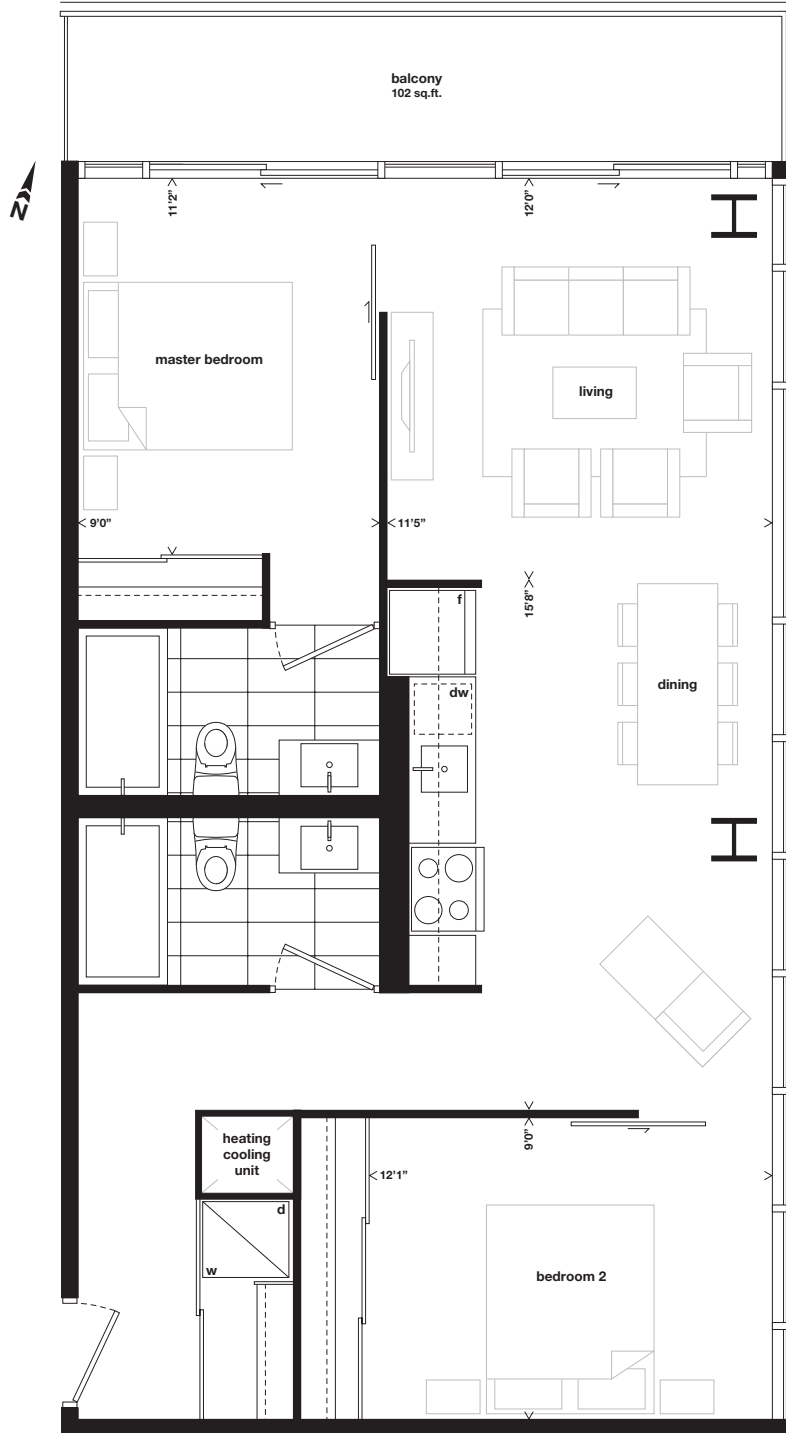 balcony
102 sq.ft.
N
11'2"
12'0"
master bedroom
living
9'0"
11'5"
f
15'8"
dw
dining
heating
cooling
unit
9'0"
12'1"
d
w
bedroom 2